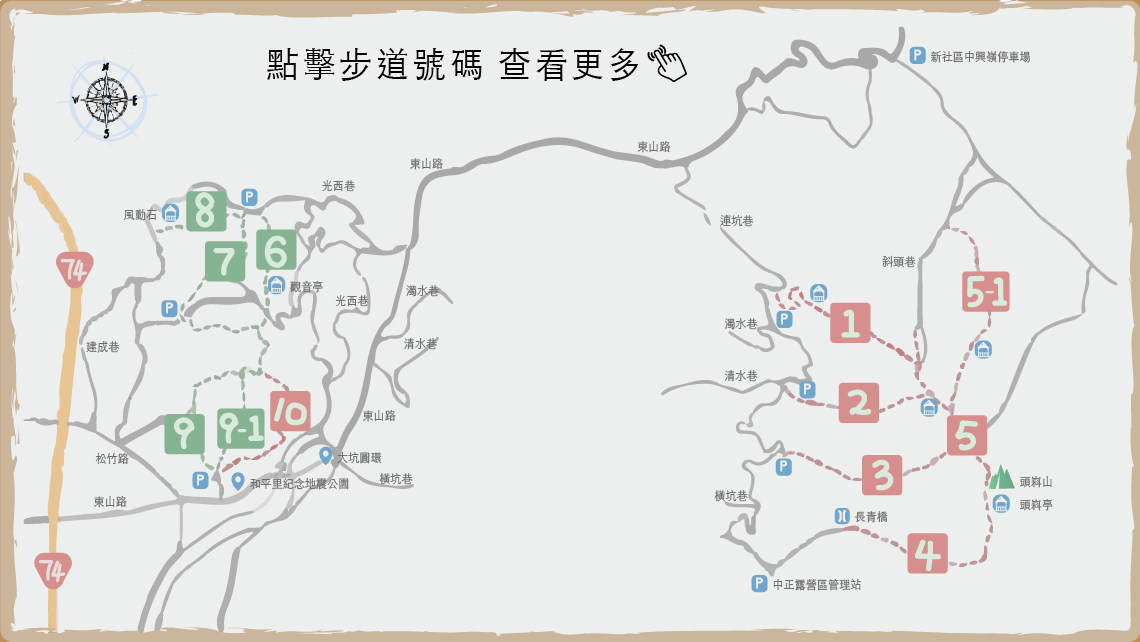 點擊步道號碼 查看更多
N
W
E
S
P
新社區中興嶺停車場
東山路
東山路
光西巷
P
風動石
8
7
6
74
連坑巷
斜頭巷
觀音亭
光西巷
濁水巷
5-1
P
P
1
濁水巷
建成巷
清水巷
清水巷
P
2
10
東山路
9
9-1
5
松竹路
大坑圓環
P
3
P
和平里紀念地震公園
橫坑巷
頭嵙山
東山路
橫坑巷
頭嵙亭
長青橋
4
74
P
中正露營區管理站